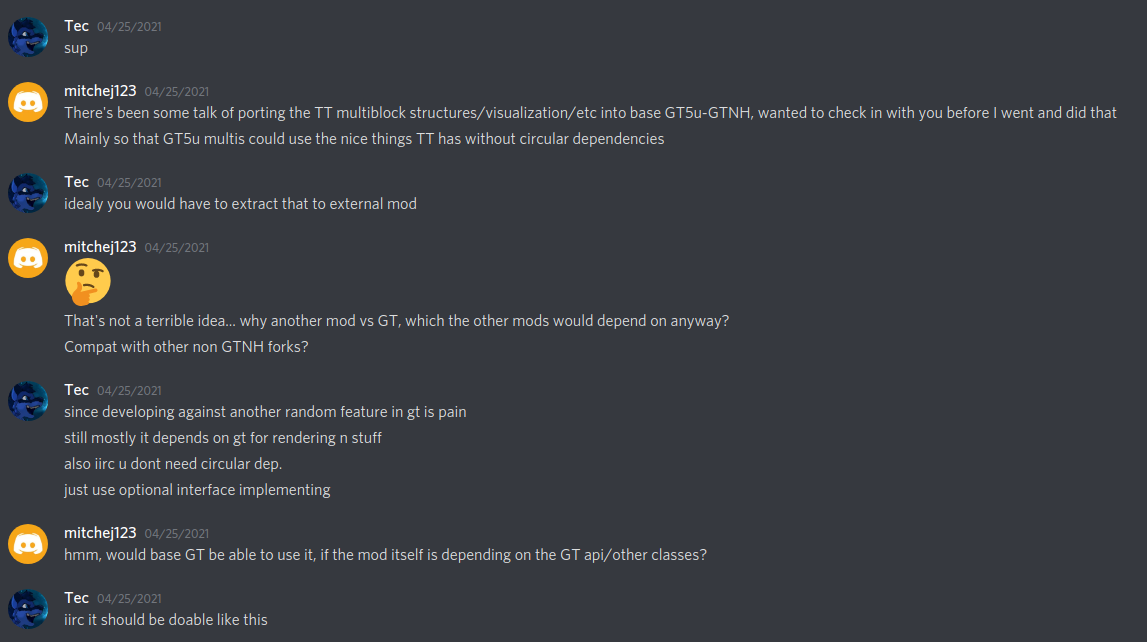 Tec 04/25/2021
sup
mitchej123 04/25/2021
There's been some talk of porting the TT multiblock structures/visualization/etc into base GT5u-GTNH, wanted to check in with you before I went and did that
Mainly so that GT5u multis could use the nice things TT has without circular dependencies
Tec 04/25/2021
idealy you would have to extract that to external mod
mitchej123 04/25/2021
That's not a terrible idea... why another mod vs GT, which the other mods would depend on anyway?
Compat with other non GTNH forks?
Tec 04/25/2021
since developing against another random feature in gt is pain
still mostly it depends on gt for rendering n stuff
also iirc u dont need circular dep.
just use optional interface implementing
mitchej123 04/25/2021
hmm, would base GT be able to use it, if the mod itself is depending on the GT api/other classes?
Tec 04/25/2021
iirc it should be doable like this